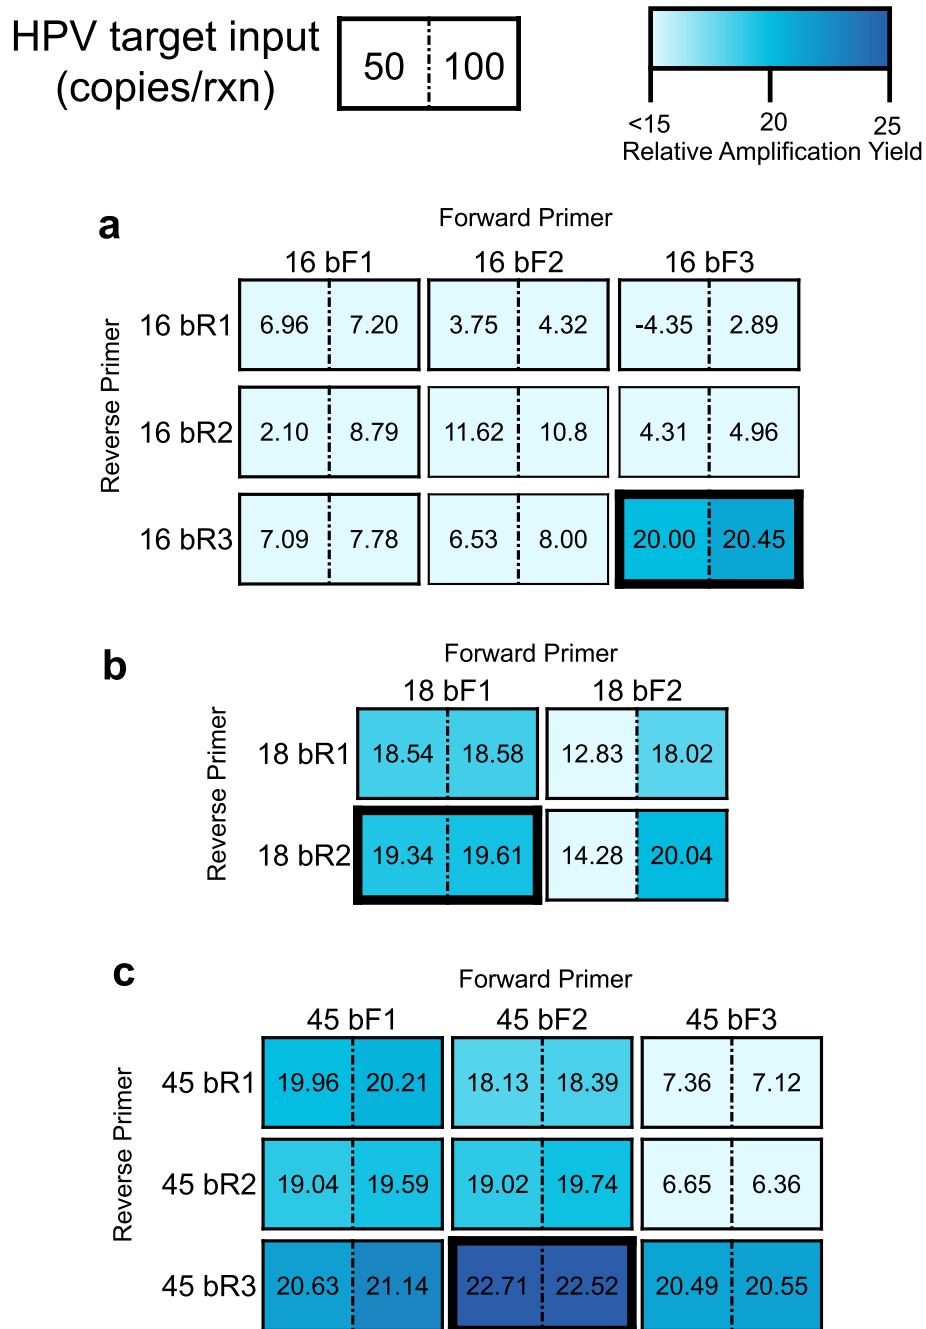 HPV target input
(copies/rxn)
50 100
<15 20 25
Relative Amplification Yield
a
Forward Primer
16 bF1 16 bF2 16 bF3
Reverse Primer
16 bR1 6.96 7.20 3.75 4.32 -4.35 2.89
16 bR2 2.10 8.79 11.62 10.8 4.31 4.96
16 bR3 7.09 7.78 6.53 8.00 20.00 20.45
b
Forward Primer
18 bF1 18 bF2
Reverse Primer
18 bR1 18.54 18.58 12.83 18.02
18 bR2 19.34 19.61 14.28 20.04
c
Forward Primer
45 bF1 45 bF2 45 bF3
Reverse Primer
45 bR1 19.96 20.21 18.13 18.39 7.36 7.12
45 bR2 19.04 19.59 19.02 19.74 6.65 6.36
45 bR3 20.63 21.14 22.71 22.52 20.49 20.55